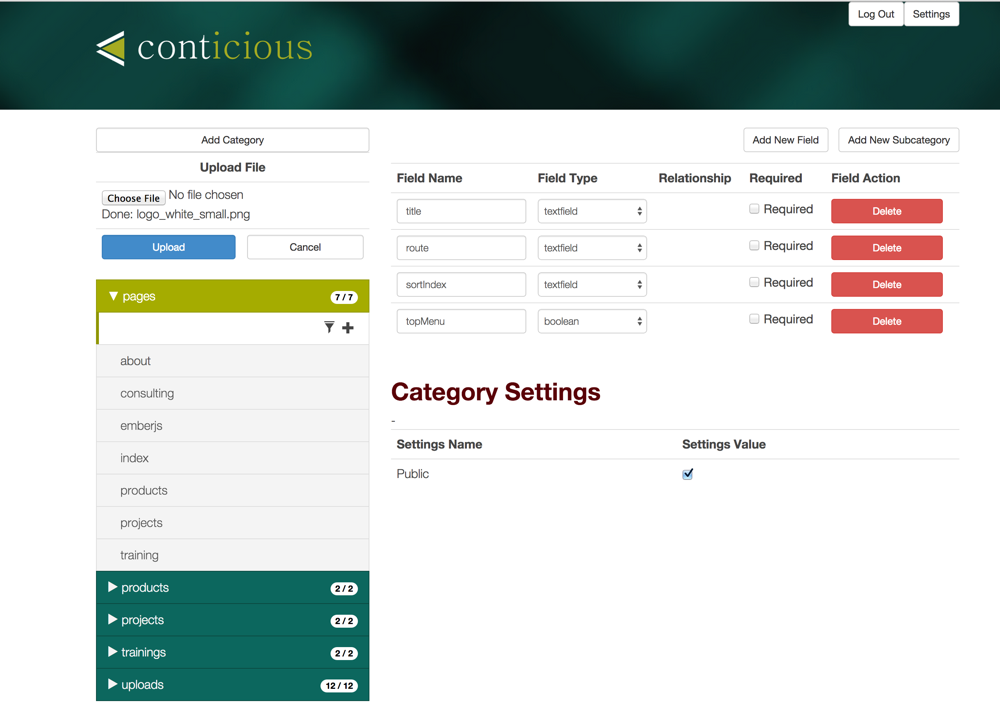 Log Out Settings
conticious
Add Category
Upload File
Choose File No file chosen
Done: logo_white_small.png
Upload Cancel
pages 7 / 7
about
consulting
emberjs
index
products
projects
training
products 2 / 2
projects 2 / 2
trainings 2 / 2
uploads 12 / 12
Add New Field Add New Subcategory
Field Name Field Type Relationship Required Field Action
title textfield Required Delete
route textfield Required Delete
sortIndex textfield Required Delete
topMenu boolean Required Delete
Category Settings
-
Settings Name Settings Value
Public